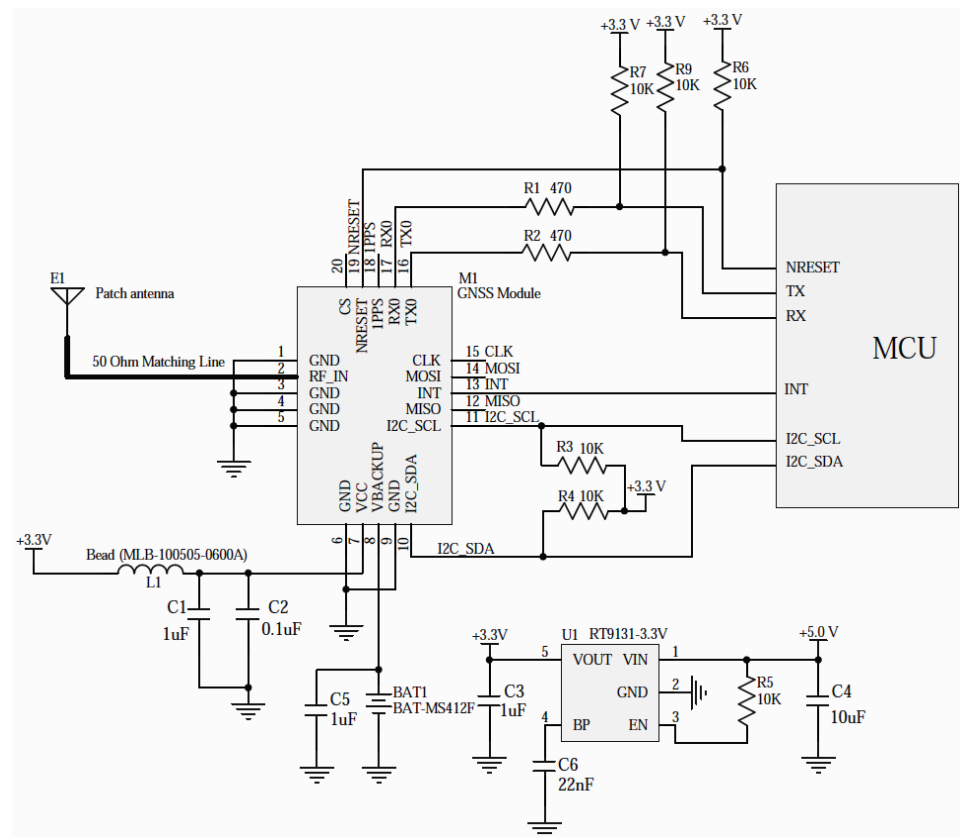 +3.3 V
+3.3 V
+3.3 V
R7
10K
R9
10K
R6
10K
R1 470
R2 470
20
19 NRESET
18 1PPS
17 RX0
16 TX0
E1
Patch antenna
M1
GNSS Module
CS
NRESET
1PPS
RX0
TX0
NRESET
TX
RX
MCU
INT
I2C_SCL
I2C_SDA
50 Ohm Matching Line
1 GND
2 RF_IN
3 GND
4 GND
5 GND
CLK 15 CLK
MOSI 14 MOSI
INT 13 INT
MISO 12 MISO
I2C_SCL 11 I2C_SCL
R3 10K
R4 10K
+3.3 V
GND
VCC
VBACKUP
GND
I2C_SDA
6
7
8
9
10
I2C_SDA
+3.3V
Bead (MLB-100505-0600A)
L1
C1
1uF
C2
0.1uF
C5
1uF
BAT1
BAT-MS412F
+3.3V
U1 RT9131-3.3V
+5.0 V
5 VOUT VIN 1
GND 2
4 BP EN 3
C3
1uF
R5
10K
C4
10uF
C6
22nF